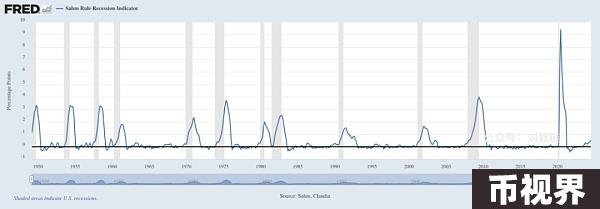 FRED — Sahm Rule Recession Indicator
Percentage Points
10
9
8
7
6
5
4
3
2
1
0
-1
1950 1955 1960 1965 1970 1975 1980 1985 1990 1995 2000 2005 2010 2015 2020
Shaded areas indicate U.S. recessions.
Source: Sahm, Claudia
币视界